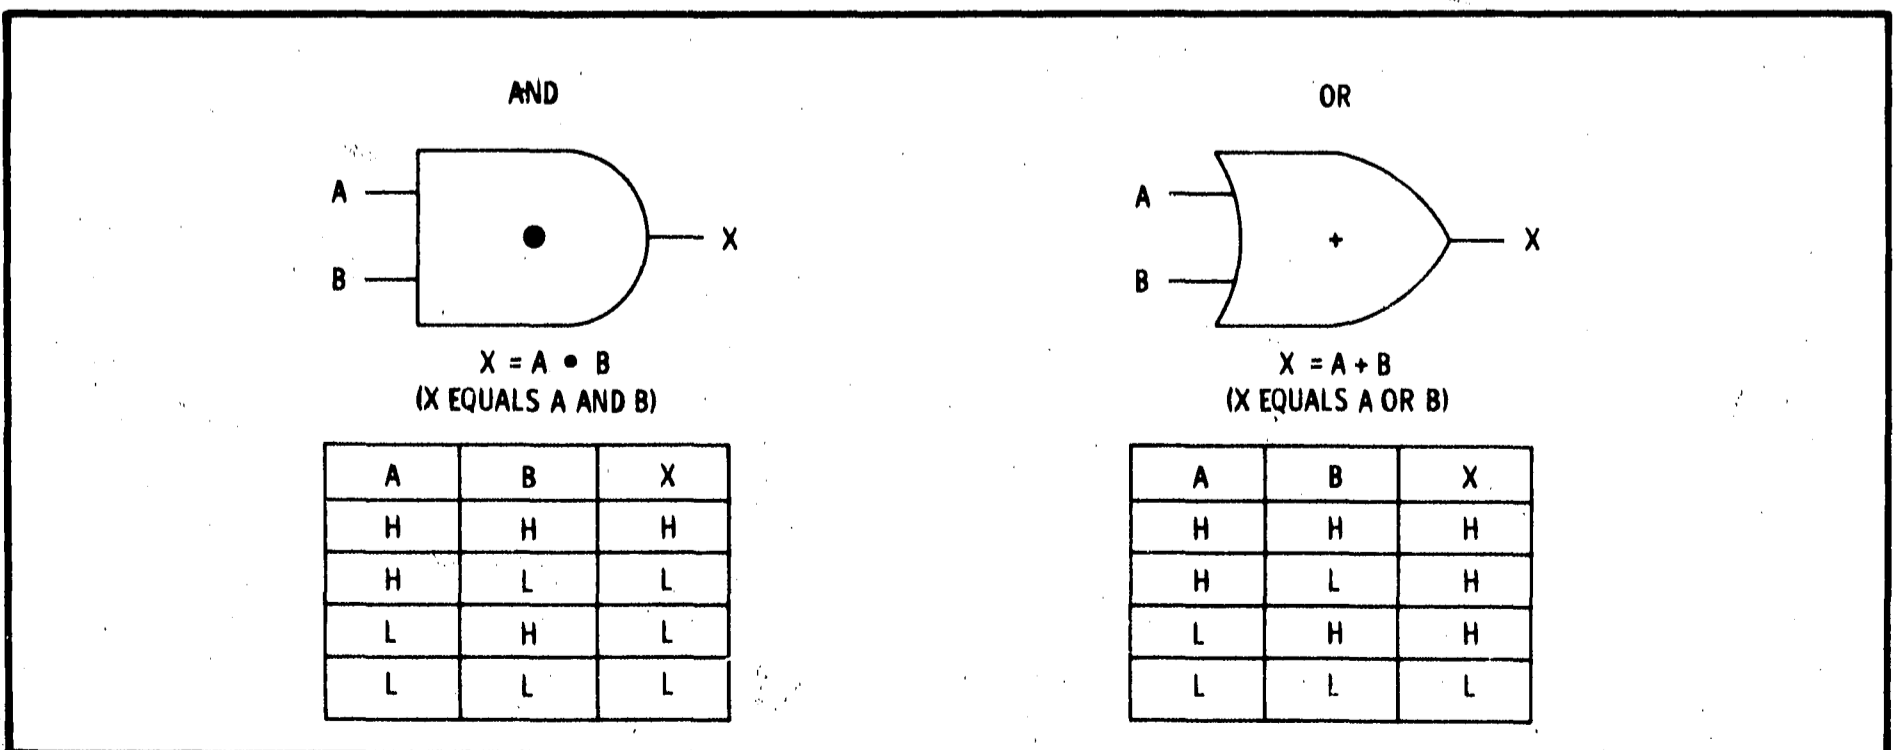 AND
A
B
●
X
X = A ● B
(X EQUALS A AND B)
A B X
H H H
H L L
L H L
L L L
OR
A
B
+
X
X = A + B
(X EQUALS A OR B)
A B X
H H H
H L H
L H H
L L L